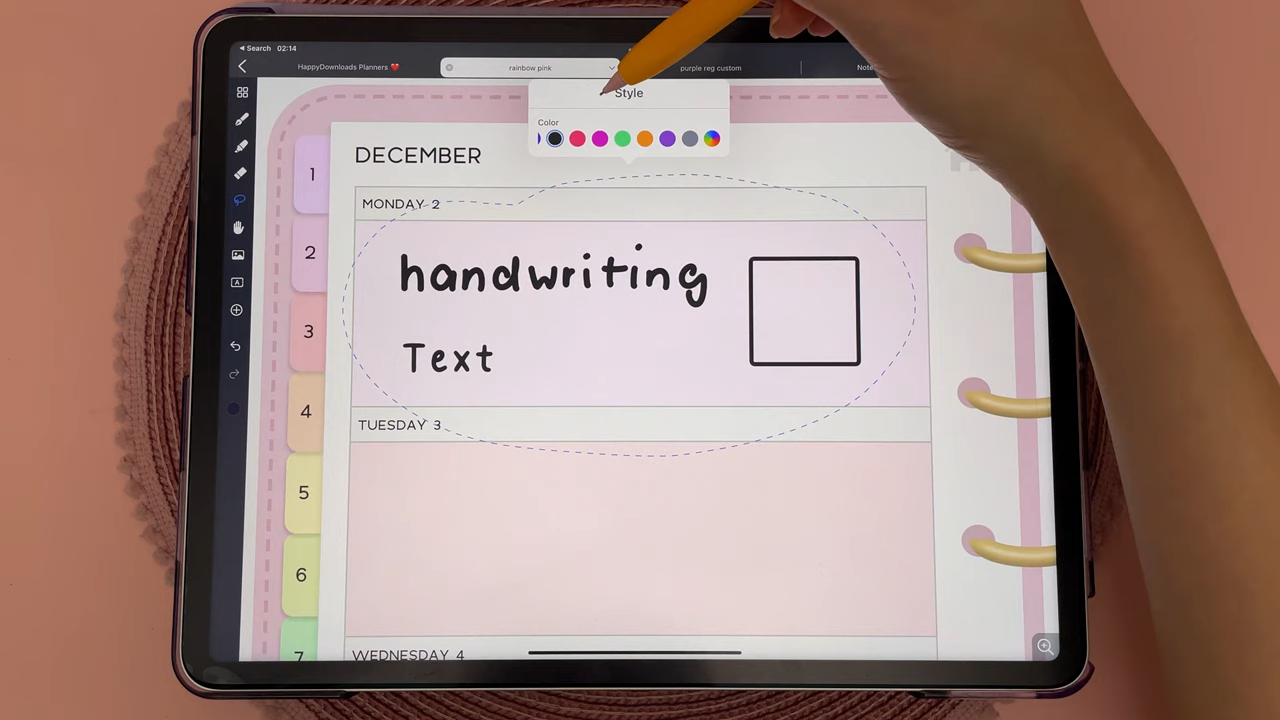 Search 02:14
HappyDownloads Planners ❤️
rainbow pink
purple reg custom
Style
Color
DECEMBER
1
MONDAY 2
2
handwriting
3
Text
4
TUESDAY 3
5
6
7
WEDNESDAY 4